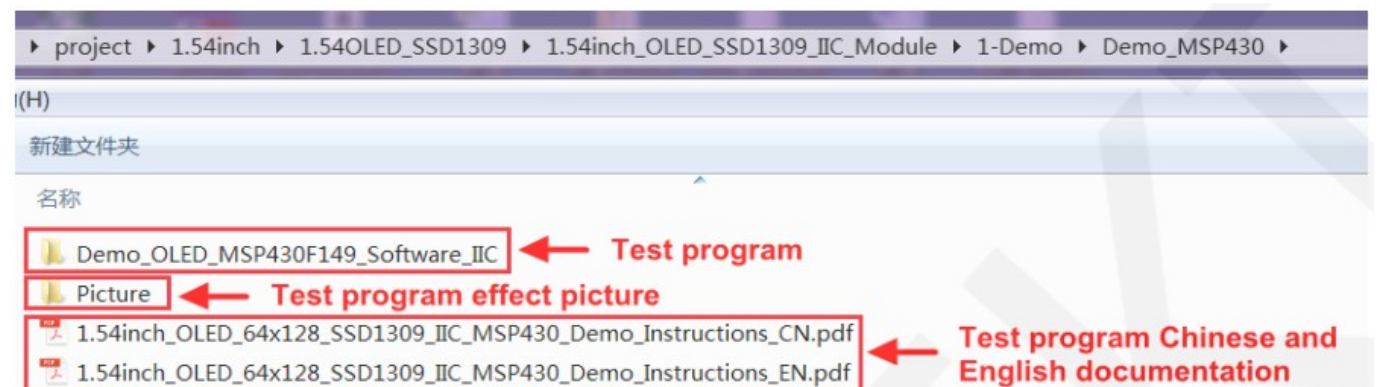 ▸ project ▸ 1.54inch ▸ 1.54OLED_SSD1309 ▸ 1.54inch_OLED_SSD1309_IIC_Module ▸ 1-Demo ▸ Demo_MSP430 ▸
(H)
新建文件夹
名称
Demo_OLED_MSP430F149_Software_IIC Test program
Picture Test program effect picture
1.54inch_OLED_64x128_SSD1309_IIC_MSP430_Demo_Instructions_CN.pdf Test program Chinese and
1.54inch_OLED_64x128_SSD1309_IIC_MSP430_Demo_Instructions_EN.pdf English documentation